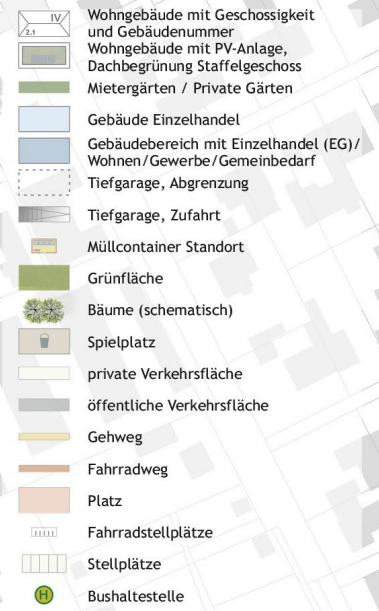 IV
2.1
Wohngebäude mit Geschossigkeit
und Gebäudenummer
Wohngebäude mit PV-Anlage,
Dachbegrünung Staffelgeschoss
Mietergärten / Private Gärten
Gebäude Einzelhandel
Gebäudebereich mit Einzelhandel (EG)/
Wohnen/Gewerbe/Gemeinbedarf
Tiefgarage, Abgrenzung
Tiefgarage, Zufahrt
Müllcontainer Standort
Grünfläche
Bäume (schematisch)
Spielplatz
private Verkehrsfläche
öffentliche Verkehrsfläche
Gehweg
Fahrradweg
Platz
Fahrradstellplätze
Stellplätze
H Bushaltestelle